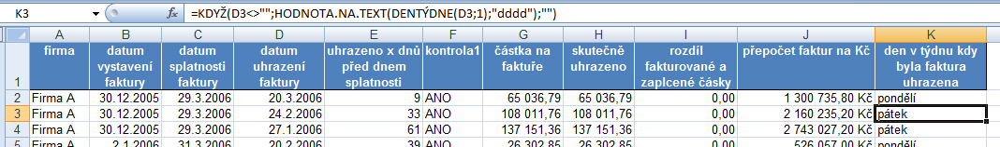 K3 fx =KDYŽ(D3<>"";HODNOTA.NA.TEXT(DENTÝDNE(D3;1);"dddd");"")
A B C D E F G H I J K
1 firma datum vystavení faktury datum splatnosti faktury datum uhrazení faktury uhrazeno x dnů před dnem splatnosti kontrola1 částka na faktuře skutečně uhrazeno rozdíl fakturované a zaplcené částky přepočet faktur na Kč den v týdnu kdy byla faktura uhrazena
2 Firma A 30.12.2005 29.3.2006 20.3.2006 9 ANO 65 036,79 65 036,79 0,00 1 300 735,80 Kč pondělí
3 Firma A 30.12.2005 29.3.2006 24.2.2006 33 ANO 108 011,76 108 011,76 0,00 2 160 235,20 Kč pátek
4 Firma A 30.12.2005 29.3.2006 27.1.2006 61 ANO 137 151,36 137 151,36 0,00 2 743 027,20 Kč pátek
5 Firma A 2.1.2006 31.3.2006 20.2.2006 39 ANO 26 302,85 26 302,85 0,00 526 057,00 Kč pondělí